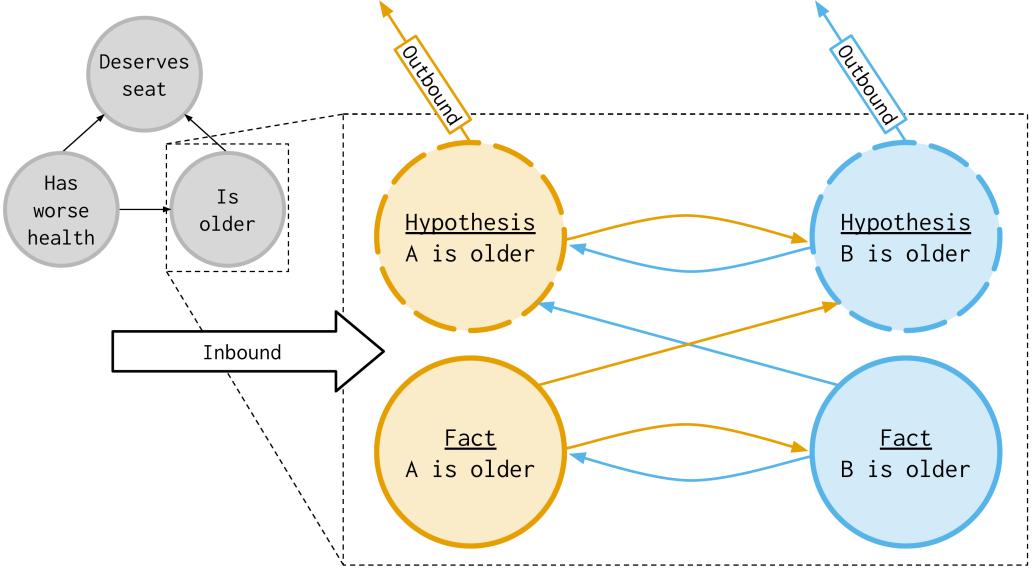 Deserves
seat
Has
worse
health
Is
older
Inbound
Outbound
Outbound
Hypothesis
A is older
Hypothesis
B is older
Fact
A is older
Fact
B is older